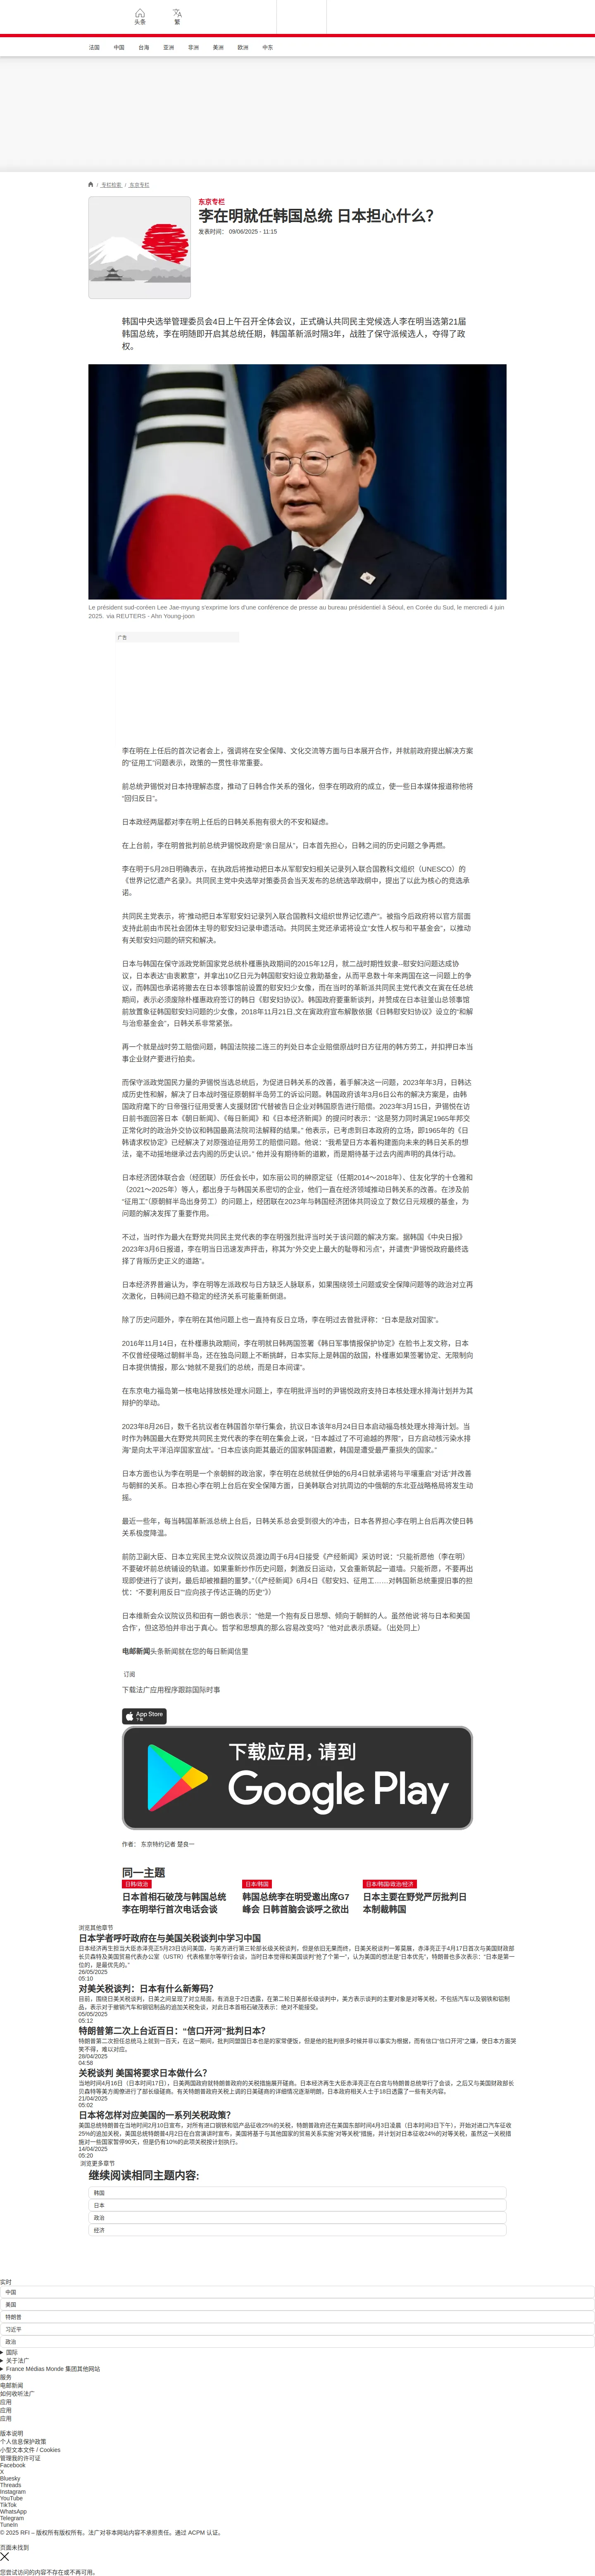 头条
繁
法国
中国
台海
亚洲
非洲
美洲
欧洲
中东
/ 专栏检索 / 东京专栏
东京专栏
李在明就任韩国总统 日本担心什么？
发表时间： 09/06/2025 - 11:15
韩国中央选举管理委员会4日上午召开全体会议，正式确认共同民主党候选人李在明当选第21届
韩国总统，李在明随即开启其总统任期，韩国革新派时隔3年，战胜了保守派候选人，夺得了政
权。
Le président sud-coréen Lee Jae-myung s'exprime lors d'une conférence de presse au bureau présidentiel à Séoul, en Corée du Sud, le mercredi 4 juin
2025. via REUTERS - Ahn Young-joon
广告
李在明在上任后的首次记者会上，强调将在安全保障、文化交流等方面与日本展开合作，并就前政府提出解决方案
的“征用工”问题表示，政策的一贯性非常重要。
前总统尹锡悦对日本持理解态度，推动了日韩合作关系的强化，但李在明政府的成立，使一些日本媒体报道称他将
“回归反日”。
日本政经两届都对李在明上任后的日韩关系抱有很大的不安和疑虑。
在上台前，李在明曾批判前总统尹锡悦政府是“亲日屈从”，日本首先担心，日韩之间的历史问题之争再燃。
李在明于5月28日明确表示，在执政后将推动把日本从军慰安妇相关记录列入联合国教科文组织（UNESCO）的
《世界记忆遗产名录》。共同民主党中央选举对策委员会当天发布的总统选举政纲中，提出了以此为核心的竞选承
诺。
共同民主党表示，将“推动把日本军慰安妇记录列入联合国教科文组织世界记忆遗产”。被指今后政府将以官方层面
支持此前由市民社会团体主导的慰安妇记录申遗活动。共同民主党还承诺将设立“女性人权与和平基金会”，以推动
有关慰安妇问题的研究和解决。
日本与韩国在保守派政党新国家党总统朴槿惠执政期间的2015年12月，就二战时期性奴隶--慰安妇问题达成协
议，日本表达“由衷歉意”，并拿出10亿日元为韩国慰安妇设立救助基金，从而平息数十年来两国在这一问题上的争
议，而韩国也承诺将撤去在日本领事馆前设置的慰安妇少女像，而在当时的革新派共同民主党代表文在寅在任总统
期间，表示必须废除朴槿惠政府签订的韩日《慰安妇协议》。韩国政府要重新谈判，并赞成在日本驻釜山总领事馆
前放置象征韩国慰安妇问题的少女像，2018年11月21日,文在寅政府宣布解散依据《日韩慰安妇协议》设立的“和解
与治愈基金会”，日韩关系非常紧张。
再一个就是战时劳工赔偿问题，韩国法院接二连三的判处日本企业赔偿原战时日方征用的韩方劳工，并扣押日本当
事企业财产要进行拍卖。
而保守派政党国民力量的尹锡悦当选总统后，为促进日韩关系的改善，着手解决这一问题，2023年年3月，日韩达
成历史性和解，解决了日本战时强征原朝鲜半岛劳工的诉讼问题。韩国政府该年3月6日公布的解决方案是，由韩
国政府麾下的“日帝强行征用受害人支援财团”代替被告日企业对韩国原告进行赔偿。2023年3月15日，尹锡悦在访
日前书面回答日本《朝日新闻》、《每日新闻》和《日本经济新闻》的提问时表示：“这是努力同时满足1965年邦交
正常化时的政治外交协议和韩国最高法院司法解释的结果。” 他表示，已考虑到日本政府的立场，即1965年的《日
韩请求权协定》已经解决了对原强迫征用劳工的赔偿问题。他说：“我希望日方本着构建面向未来的韩日关系的想
法，毫不动摇地继承过去内阁的历史认识。” 他并没有期待新的道歉，而是期待基于过去内阁声明的具体行动。
日本经济团体联合会（经团联）历任会长中，如东丽公司的榊原定征（任期2014～2018年）、住友化学的十仓雅和
（2021～2025年）等人，都出身于与韩国关系密切的企业，他们一直在经济领域推动日韩关系的改善。在涉及前
“征用工”（原朝鲜半岛出身劳工）的问题上，经团联在2023年与韩国经济团体共同设立了数亿日元规模的基金，为
问题的解决发挥了重要作用。
不过，当时作为最大在野党共同民主党代表的李在明强烈批评当时关于该问题的解决方案。据韩国《中央日报》
2023年3月6日报道，李在明当日迅速发声抨击，称其为“外交史上最大的耻辱和污点”，并谴责“尹锡悦政府最终选
择了背叛历史正义的道路”。
日本经济界普遍认为，李在明等左派政权与日方缺乏人脉联系，如果围绕领土问题或安全保障问题等的政治对立再
次激化，日韩间已趋不稳定的经济关系可能重新倒退。
除了历史问题外，李在明在其他问题上也一直持有反日立场，李在明过去曾批评称：“日本是敌对国家”。
2016年11月14日，在朴槿惠执政期间，李在明就日韩两国签署《韩日军事情报保护协定》在脸书上发文称，日本
不仅曾经侵略过朝鲜半岛，还在独岛问题上不断挑衅，日本实际上是韩国的敌国，朴槿惠如果签署协定、无限制向
日本提供情报，那么“她就不是我们的总统，而是日本间谍”。
在东京电力福岛第一核电站排放核处理水问题上，李在明批评当时的尹锡悦政府支持日本核处理水排海计划并为其
辩护的举动。
2023年8月26日，数千名抗议者在韩国首尔举行集会，抗议日本该年8月24日日本启动福岛核处理水排海计划。当
时作为韩国最大在野党共同民主党代表的李在明在集会上说，“日本越过了不可逾越的界限”，日方启动核污染水排
海“是向太平洋沿岸国家宣战”。“日本应该向距其最近的国家韩国道歉，韩国是遭受最严重损失的国家。”
日本方面也认为李在明是一个亲朝鲜的政治家，李在明在总统就任伊始的6月4日就承诺将与平壤重启“对话”并改善
与朝鲜的关系。日本担心李在明上台后在安全保障方面，日美韩联合对抗周边的中俄朝的东北亚战略格局将发生动
摇。
最近一些年，每当韩国革新派总统上台后，日韩关系总会受到很大的冲击，日本各界担心李在明上台后再次使日韩
关系极度降温。
前防卫副大臣、日本立宪民主党众议院议员渡边周于6月4日接受《产经新闻》采访时说：“只能祈愿他（李在明）
不要破坏前总统铺设的轨道。如果重新炒作历史问题，刺激反日运动，又会重新筑起一道墙。只能祈愿，不要再出
现即使进行了谈判，最后却被推翻的噩梦。”（《产经新闻》6月4日《慰安妇、征用工……对韩国新总统重提旧事的担
忧：“不要利用反日”“应向孩子传达正确的历史”》）
日本维新会众议院议员和田有一朗也表示：“他是一个抱有反日思想、倾向于朝鲜的人。虽然他说‘将与日本和美国
合作’，但这恐怕并非出于真心。哲学和思想真的那么容易改变吗？”他对此表示质疑。（出处同上）
电邮新闻头条新闻就在您的每日新闻信里
订阅
下载法广应用程序跟踪国际时事
App Store
下载
下载应用，请到
Google Play
作者： 东京特约记者 楚良一
同一主题
日韩/政治
日本首相石破茂与韩国总统
李在明举行首次电话会谈
日本/韩国
韩国总统李在明受邀出席G7
峰会 日韩首脑会谈呼之欲出
日本/韩国/政治/经济
日本主要在野党严厉批判日
本制裁韩国
浏览其他章节
日本学者呼吁政府在与美国关税谈判中学习中国
日本经济再生担当大臣赤泽亮正5月23日访问美国，与美方进行第三轮部长级关税谈判，但是依旧无果而终，日美关税谈判一筹莫展，赤泽亮正于4月17日首次与美国财政部
长贝森特及美国贸易代表办公室（USTR）代表格里尔等举行会谈，当时日本觉得和美国谈判“抢了个第一”，认为美国的想法是“日本优先”，特朗普也多次表示：“日本是第一
位的，是最优先的。”
26/05/2025
05:10
对美关税谈判：日本有什么新筹码？
目前，围绕日美关税谈判，日美之间呈现了对立局面。有消息于2日透露，在第二轮日美部长级谈判中，美方表示谈判的主要对象是对等关税，不包括汽车以及钢铁和铝制
品，表示对于撤销汽车和钢铝制品的追加关税免谈，对此日本首相石破茂表示：绝对不能接受。
05/05/2025
05:12
特朗普第二次上台近百日：“信口开河”批判日本？
特朗普第二次担任总统马上就到一百天，在这一期间，批判同盟国日本也是的家常便饭，但是他的批判很多时候并非以事实为根据，而有信口“信口开河”之嫌，使日本方面哭
笑不得，难以对应。
28/04/2025
04:58
关税谈判 美国将要求日本做什么？
当地时间4月16日（日本时间17日），日美两国政府就特朗普政府的关税措施展开磋商。日本经济再生大臣赤泽亮正在白宫与特朗普总统举行了会谈，之后又与美国财政部长
贝森特等美方阁僚进行了部长级磋商。有关特朗普政府关税上调的日美磋商的详细情况逐渐明朗。日本政府相关人士于18日透露了一些有关内容。
21/04/2025
05:02
日本将怎样对应美国的一系列关税政策？
美国总统特朗普在当地时间2月10日宣布，对所有进口钢铁和铝产品征收25%的关税，特朗普政府还在美国东部时间4月3日凌晨（日本时间3日下午），开始对进口汽车征收
25%的追加关税，美国总统特朗普4月2日在白宫演讲时宣布，美国将基于与其他国家的贸易关系实施“对等关税”措施，并计划对日本征收24%的对等关税，虽然这一关税措
施对一些国家暂停90天，但是仍有10%的此项关税按计划执行。
14/04/2025
05:20
浏览更多章节
继续阅读相同主题内容:
韩国
日本
政治
经济
实时
中国
美国
特朗普
习近平
政治
国际
关于法广
France Médias Monde 集团其他网站
服务
电邮新闻
如何收听法广
应用
应用
应用
版本说明
个人信息保护政策
小型文本文件 / Cookies
管理我的许可证
Facebook
X
Bluesky
Threads
Instagram
YouTube
TikTok
WhatsApp
Telegram
TuneIn
© 2025 RFI – 版权所有版权所有。法广对非本网站内容不承担责任。通过 ACPM 认证。
页面未找到
您尝试访问的内容不存在或不再可用。